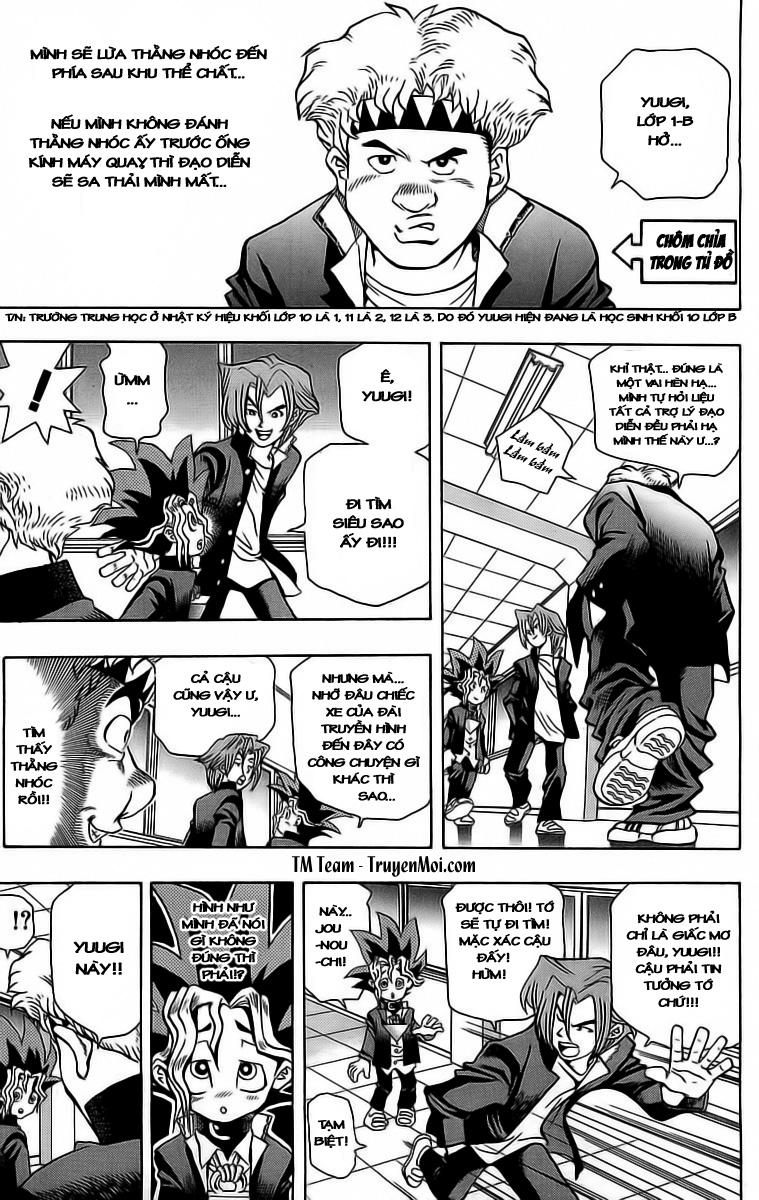 YUUGI,
LỚP 1-B
HỞ...
MÌNH SẼ LỪA THẰNG NHÓC ĐẾN
PHÍA SAU KHU THỂ CHẤT...
NẾU MÌNH KHÔNG ĐÁNH
THẰNG NHÓC ẤY TRƯỚC ỐNG
KÍNH MÁY QUAY, THÌ ĐẠO DIỄN
SẼ SA THẢI MÌNH MẤT...
CHÔM CHỈA
TRONG TỦ ĐỒ
T/N: TRƯỜNG TRUNG HỌC Ở NHẬT KÝ HIỆU KHỐI LỚP 10 LÀ 1, 11 LÀ 2, 12 LÀ 3. DO ĐÓ YUUGI HIỆN ĐANG LÀ HỌC SINH KHỐI 10 LỚP B
KHỈ THẬT... ĐÚNG LÀ
MỘT VAI HÈN HẠ...
MÌNH TỰ HỎI LIỆU
TẤT CẢ TRỢ LÝ ĐẠO
DIỄN ĐỀU PHẢI HẠ
MÌNH THẾ NÀY Ư...?
Lầm bầm
Lầm bầm
Ê,
YUUGI!
ỪMM
...
!
ĐI TÌM
SIÊU SAO
ẤY ĐI!!!
NHƯNG MÀ...
NHỠ ĐÂU CHIẾC
XE CỦA ĐÀI
TRUYỀN HÌNH
ĐẾN ĐÂY CÓ
CÔNG CHUYỆN GÌ
KHÁC THÌ
SAO...
CẢ CẬU
CŨNG VẬY Ư,
YUUGI...
TÌM
THẤY
THẰNG
NHÓC
RỒI!!
TM Team - TruyenMoi.com
KHÔNG PHẢI
CHỈ LÀ GIẤC MƠ
ĐÂU, YUUGI!!
CẬU PHẢI TIN
TƯỞNG TỚ
CHỨ!!!
ĐƯỢC THÔI! TỚ
SẼ TỰ ĐI TÌM!
MẶC XÁC CẬU
ĐẤY!
HỪM!
NÀY..
JOU
-NOU
-CHI!
TẠM
BIỆT!
HÌNH NHƯ
MÌNH ĐÃ NÓI
GÌ KHÔNG
ĐÚNG THÌ
PHẢI!?
YUUGI
NÀY!!
!?